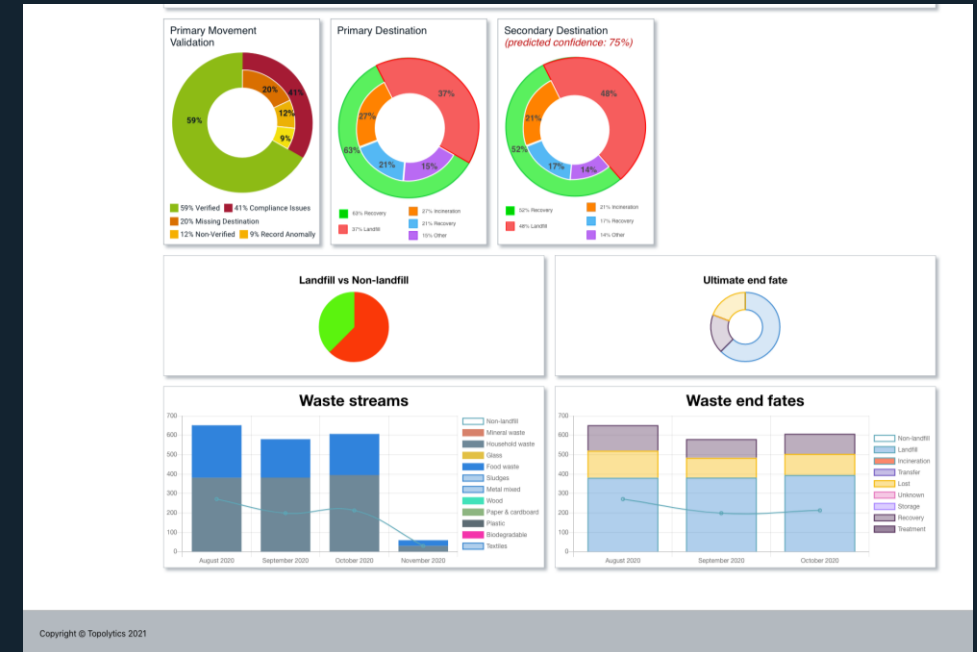 Primary Movement
Validation
20%
41%
12%
9%
59%
59% Verified 41% Compliance Issues
20% Missing Destination
12% Non-Verified 9% Record Anomally
Primary Destination
37%
27%
63%
21%
15%
63% Recovery
37% Landfill
27% Incineration
21% Recovery
15% Other
Secondary Destination
(predicted confidence: 75%)
48%
21%
52%
17%
14%
52% Recovery
48% Landfill
21% Incineration
17% Recovery
14% Other
Landfill vs Non-landfill
Ultimate end fate
Waste streams
700
600
500
400
300
200
100
0
August 2020 September 2020 October 2020 November 2020
Non-landfill
Mineral waste
Household waste
Glass
Food waste
Sludges
Metal mixed
Wood
Paper & cardboard
Plastic
Biodegradable
Textiles
Waste end fates
700
600
500
400
300
200
100
0
August 2020 September 2020 October 2020
Non-landfill
Landfill
Incineration
Transfer
Lost
Unknown
Storage
Recovery
Treatment
Copyright © Topolytics 2021